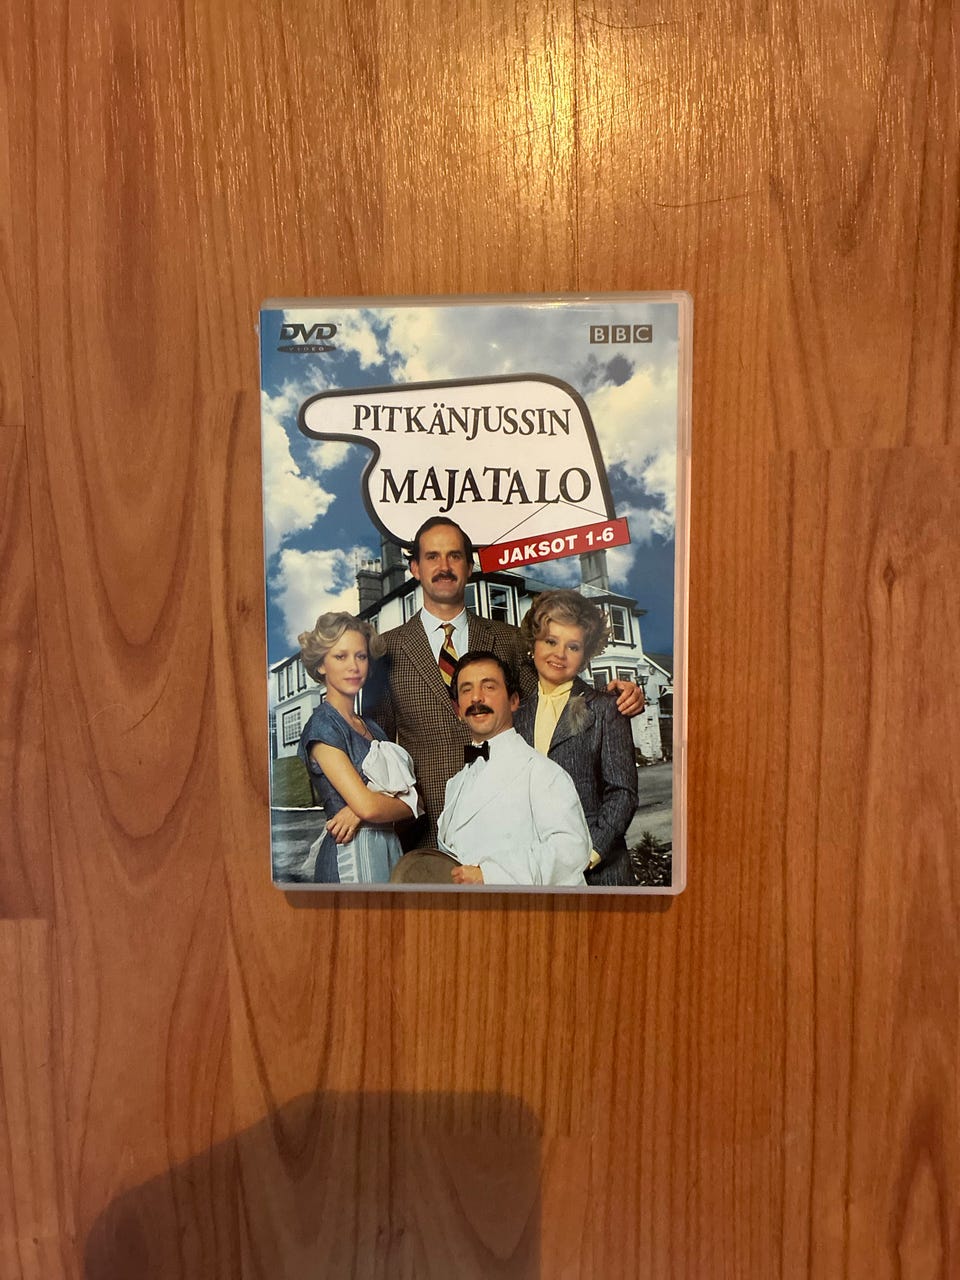 DVD
VIDEO
BBC
PITKÄNJUSSIN
MAJATALO
JAKSOT 1-6